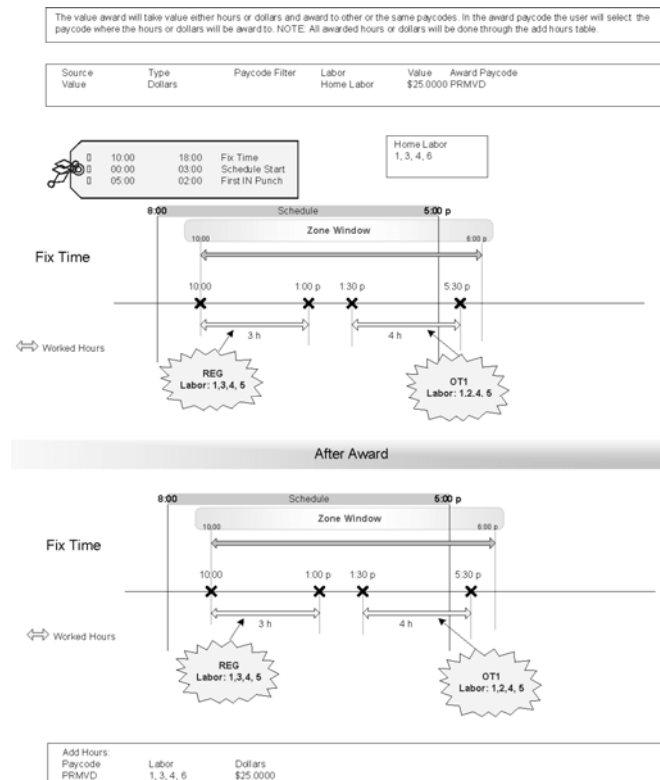 The value award will take value either hours or dollars and award to other or the same paycodes. In the award paycode the user will select the
paycode where the hours or dollars will be award to. NOTE: All awarded hours or dollars will be done through the add hours table.
Source Type Paycode Filter Labor Value Award Paycode
Value Dollars Home Labor $25.0000 PRMVD
10:00 18:00 Fix Time
00:00 03:00 Schedule Start
05:00 02:00 First IN Punch
Home Labor
1, 3, 4, 6
8:00 Schedule 5:00 p
Zone Window
10:00 6:00 p
Fix Time
10:00 1:00 p 1:30 p 5:30 p
3 h 4 h
Worked Hours
REG
Labor: 1,3,4, 5
OT1
Labor: 1,2.4. 5
After Award
8:00 Schedule 5:00 p
Zone Window
10:00 6:00 p
Fix Time
10:00 1:00 p 1:30 p 5:30 p
3 h 4 h
Worked Hours
REG
Labor: 1,3,4, 5
OT1
Labor: 1,2,4, 5
Add Hours:
Paycode Labor Dollars
PRMVD 1, 3, 4, 6 $25.0000